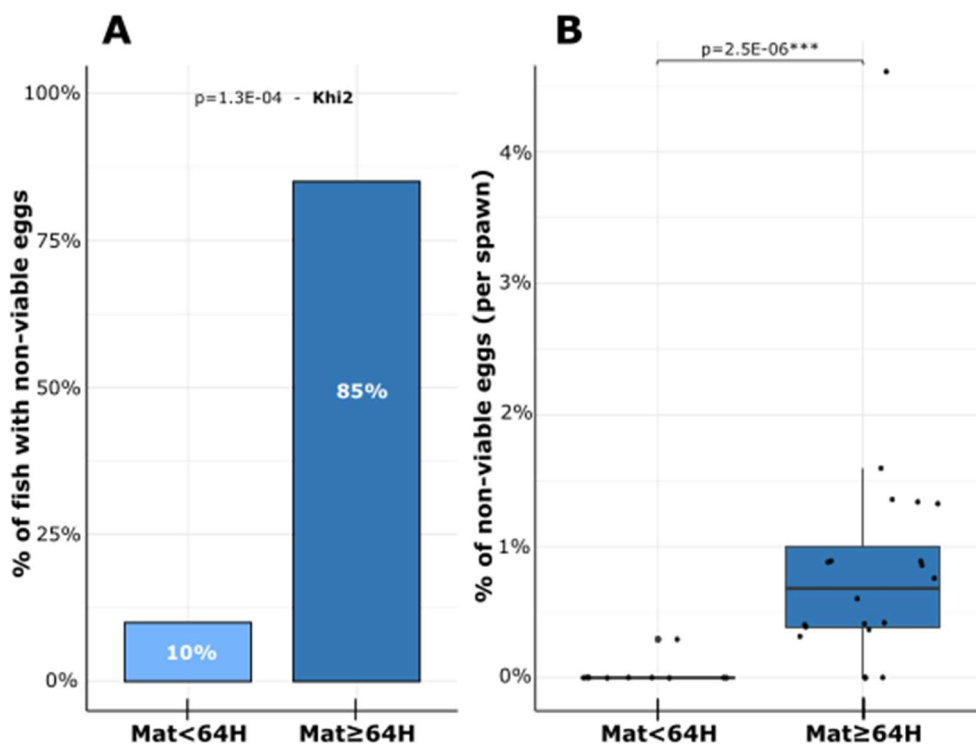 A
% of fish with non-viable eggs
100%
75%
50%
25%
0%
p=1.3E-04 - Khi2
85%
10%
Mat<64H
Mat≥64H
B
% of non-viable eggs (per spawn)
p=2.5E-06***
4%
3%
2%
1%
0%
Mat<64H
Mat≥64H